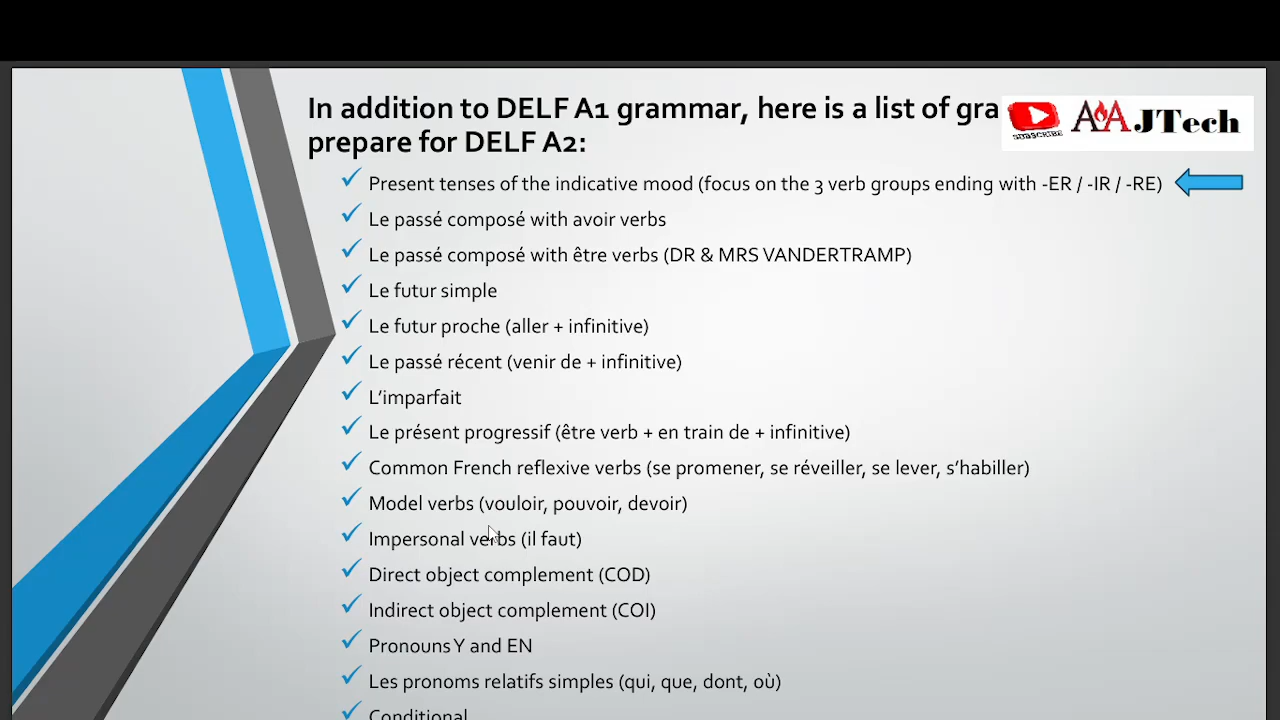 In addition to DELF A1 grammar, here is a list of gra
prepare for DELF A2:
SUBSCRIBE
AAA JTech
Present tenses of the indicative mood (focus on the 3 verb groups ending with -ER / -IR / -RE)
Le passé composé with avoir verbs
Le passé composé with être verbs (DR & MRS VANDERTRAMP)
Le futur simple
Le futur proche (aller + infinitive)
Le passé récent (venir de + infinitive)
L'imparfait
Le présent progressif (être verb + en train de + infinitive)
Common French reflexive verbs (se promener, se réveiller, se lever, s'habiller)
Model verbs (vouloir, pouvoir, devoir)
Impersonal verbs (il faut)
Direct object complement (COD)
Indirect object complement (COI)
Pronouns Y and EN
Les pronoms relatifs simples (qui, que, dont, où)
Conditional